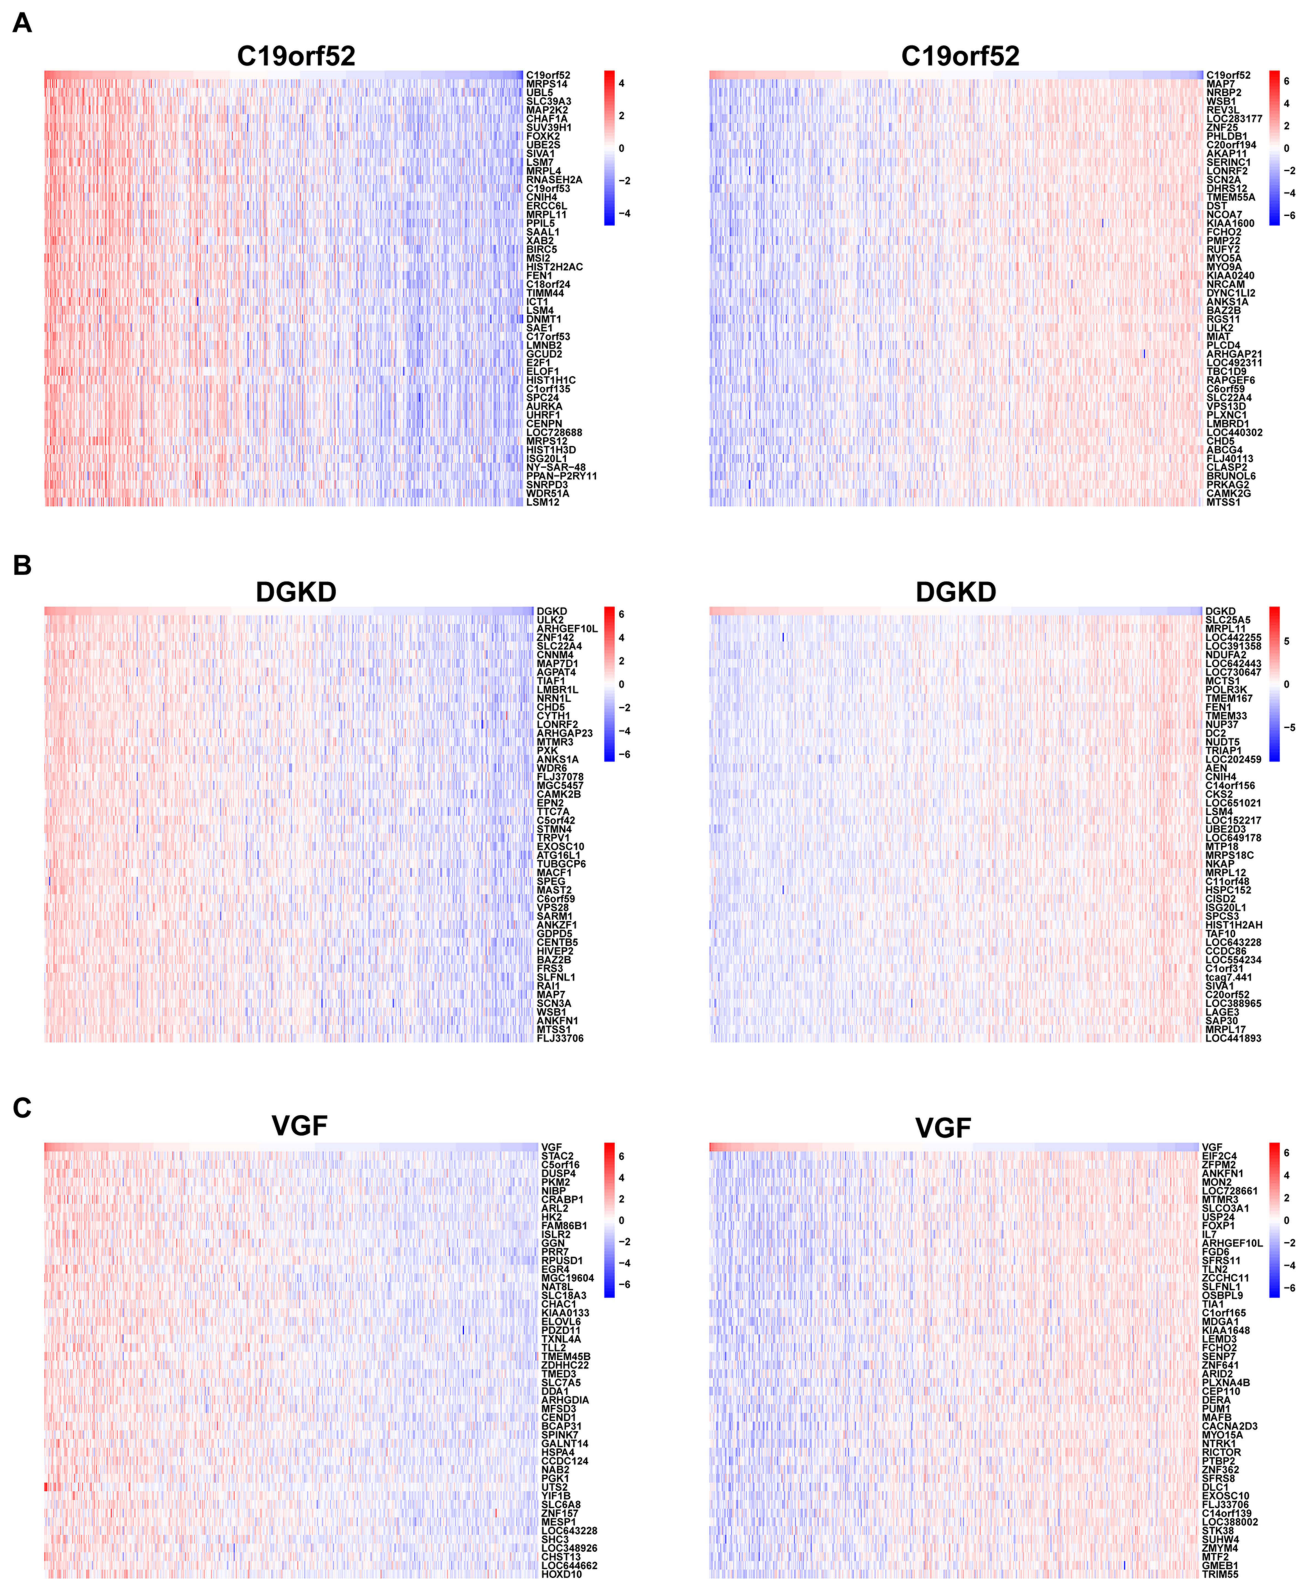 A
C19orf52
C19orf52
MRPS14
UBL5
SLC39A3
MAP2K2
CHAF1A
SUV39H1
FOXK2
UBE2S
SIVA1
LSM7
MRPL4
RNASEH2A
C19orf53
CNIH4
ERCC6L
MRPL11
PPIL5
SAAL1
XAB2
BIRC5
MSI2
HIST2H2AC
FEN1
C18orf24
TIMM44
ICT1
LSM4
DNMT1
SAE1
C17orf53
LMNB2
GCUD2
E2F1
ELOF1
HIST1H1C
C1orf135
SPC24
AURKA
UHRF1
CENPN
LOC728688
MRPS12
HIST1H3D
ISG20L1
NY−SAR−48
PPAN−P2RY11
SNRPD3
WDR51A
LSM12
4
2
0
−2
−4
C19orf52
C19orf52
MAP7
NRBP2
WSB1
REV3L
LOC283177
ZNF25
PHLDB1
C20orf194
AKAP11
SERINC1
LONRF2
SCN2A
DHRS12
TMEM55A
DST
NCOA7
KIAA1600
FCHO2
PMP22
RUFY2
MYO5A
MYO9A
KIAA0240
NRCAM
DYNC1LI2
ANKS1A
BAZ2B
RGS11
ULK2
MIAT
PLCD4
ARHGAP21
LOC492311
TBC1D9
RAPGEF6
C6orf59
SLC22A4
VPS13D
PLXNC1
LMBRD1
LOC440302
CHD5
ABCG4
FLJ40113
CLASP2
BRUNOL6
PRKAG2
CAMK2G
MTSS1
6
4
2
0
−2
−4
−6
B
DGKD
DGKD
ULK2
ARHGEF10L
ZNF142
SLC22A4
CNNM4
MAP7D1
AGPAT4
TIAF1
LMBR1L
NRN1L
CHD5
CYTH1
LONRF2
ARHGAP23
MTMR3
PXK
ANKS1A
WDR6
FLJ37078
MGC5457
CAMK2B
EPN2
TTC7A
C5orf42
STMN4
TRPV1
EXOSC10
ATG16L1
TUBGCP6
MACF1
SPEG
MAST2
C6orf59
VPS28
SARM1
ANKZF1
GDPD5
CENTB5
HIVEP2
BAZ2B
FRS3
SLFNL1
RAI1
MAP7
SCN3A
WSB1
ANKFN1
MTSS1
FLJ33706
6
4
2
0
−2
−4
−6
DGKD
DGKD
SLC25A5
MRPL11
LOC442255
LOC391358
NDUFA2
LOC642443
LOC730647
MCTS1
POLR3K
TMEM167
FEN1
TMEM33
NUP37
DC2
NUDT5
TRIAP1
LOC202459
AEN
CNIH4
C14orf156
CKS2
LOC651021
LSM4
LOC152217
UBE2D3
LOC649178
MTP18
MRPS18C
NKAP
MRPL12
C11orf48
HSPC152
CISD2
ISG20L1
SPCS3
HIST1H2AH
TAF10
LOC643228
CCDC86
LOC554234
C1orf31
tcag7.441
SIVA1
C20orf52
LOC388965
LAGE3
SAP30
MRPL17
LOC441893
5
0
−5
C
VGF
VGF
STAC2
C5orf16
DUSP4
PKM2
NIBP
CRABP1
ARL2
HK2
FAM86B1
ISLR2
GGN
PRR7
RPUSD1
EGR4
MGC19604
NAT8L
SLC18A3
CHAC1
KIAA0133
ELOVL6
PDZD11
TXNL4A
TLL2
TMEM45B
ZDHHC22
TMED3
SLC7A5
DDA1
ARHGDIA
MFSD3
CEND1
BCAP31
SPINK7
GALNT14
HSPA4
CCDC124
NAB2
PGK1
UTS2
YIF1B
SLC6A8
ZNF157
MESP1
LOC643228
SHC3
LOC348926
CHST13
LOC644662
HOXD10
6
4
2
0
−2
−4
−6
VGF
VGF
EIF2C4
ZFPM2
ANKFN1
MON2
LOC728661
MTMR3
SLCO3A1
USP24
FOXP1
IL7
ARHGEF10L
FGD6
SFRS11
TLN2
ZCCHC11
SLFNL1
OSBPL9
TIA1
C1orf165
MDGA1
KIAA1648
LEMD3
FCHO2
SENP7
ZNF641
ARID2
PLXNA4B
CEP110
DERA
PUM1
MAFB
CACNA2D3
MYO15A
NTRK1
RICTOR
PTBP2
ZNF362
SFRS8
DLC1
EXOSC10
FLJ33706
C14orf139
LOC388002
STK38
SUHW4
ZMYM4
MTF2
GMEB1
TRIM55
6
4
2
0
−2
−4
−6